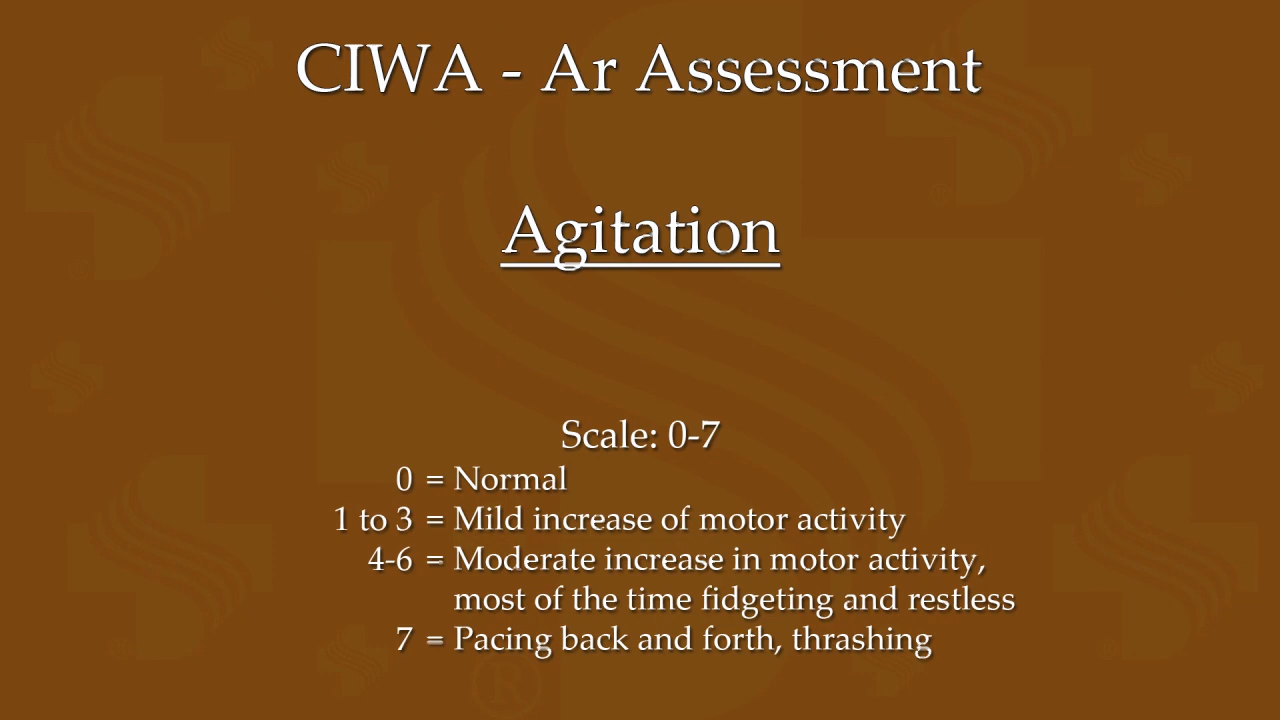 CIWA - Ar Assessment
Agitation
Scale: 0-7
0 = Normal
1 to 3 = Mild increase of motor activity
4-6 = Moderate increase in motor activity,
most of the time fidgeting and restless
7 = Pacing back and forth, thrashing
®